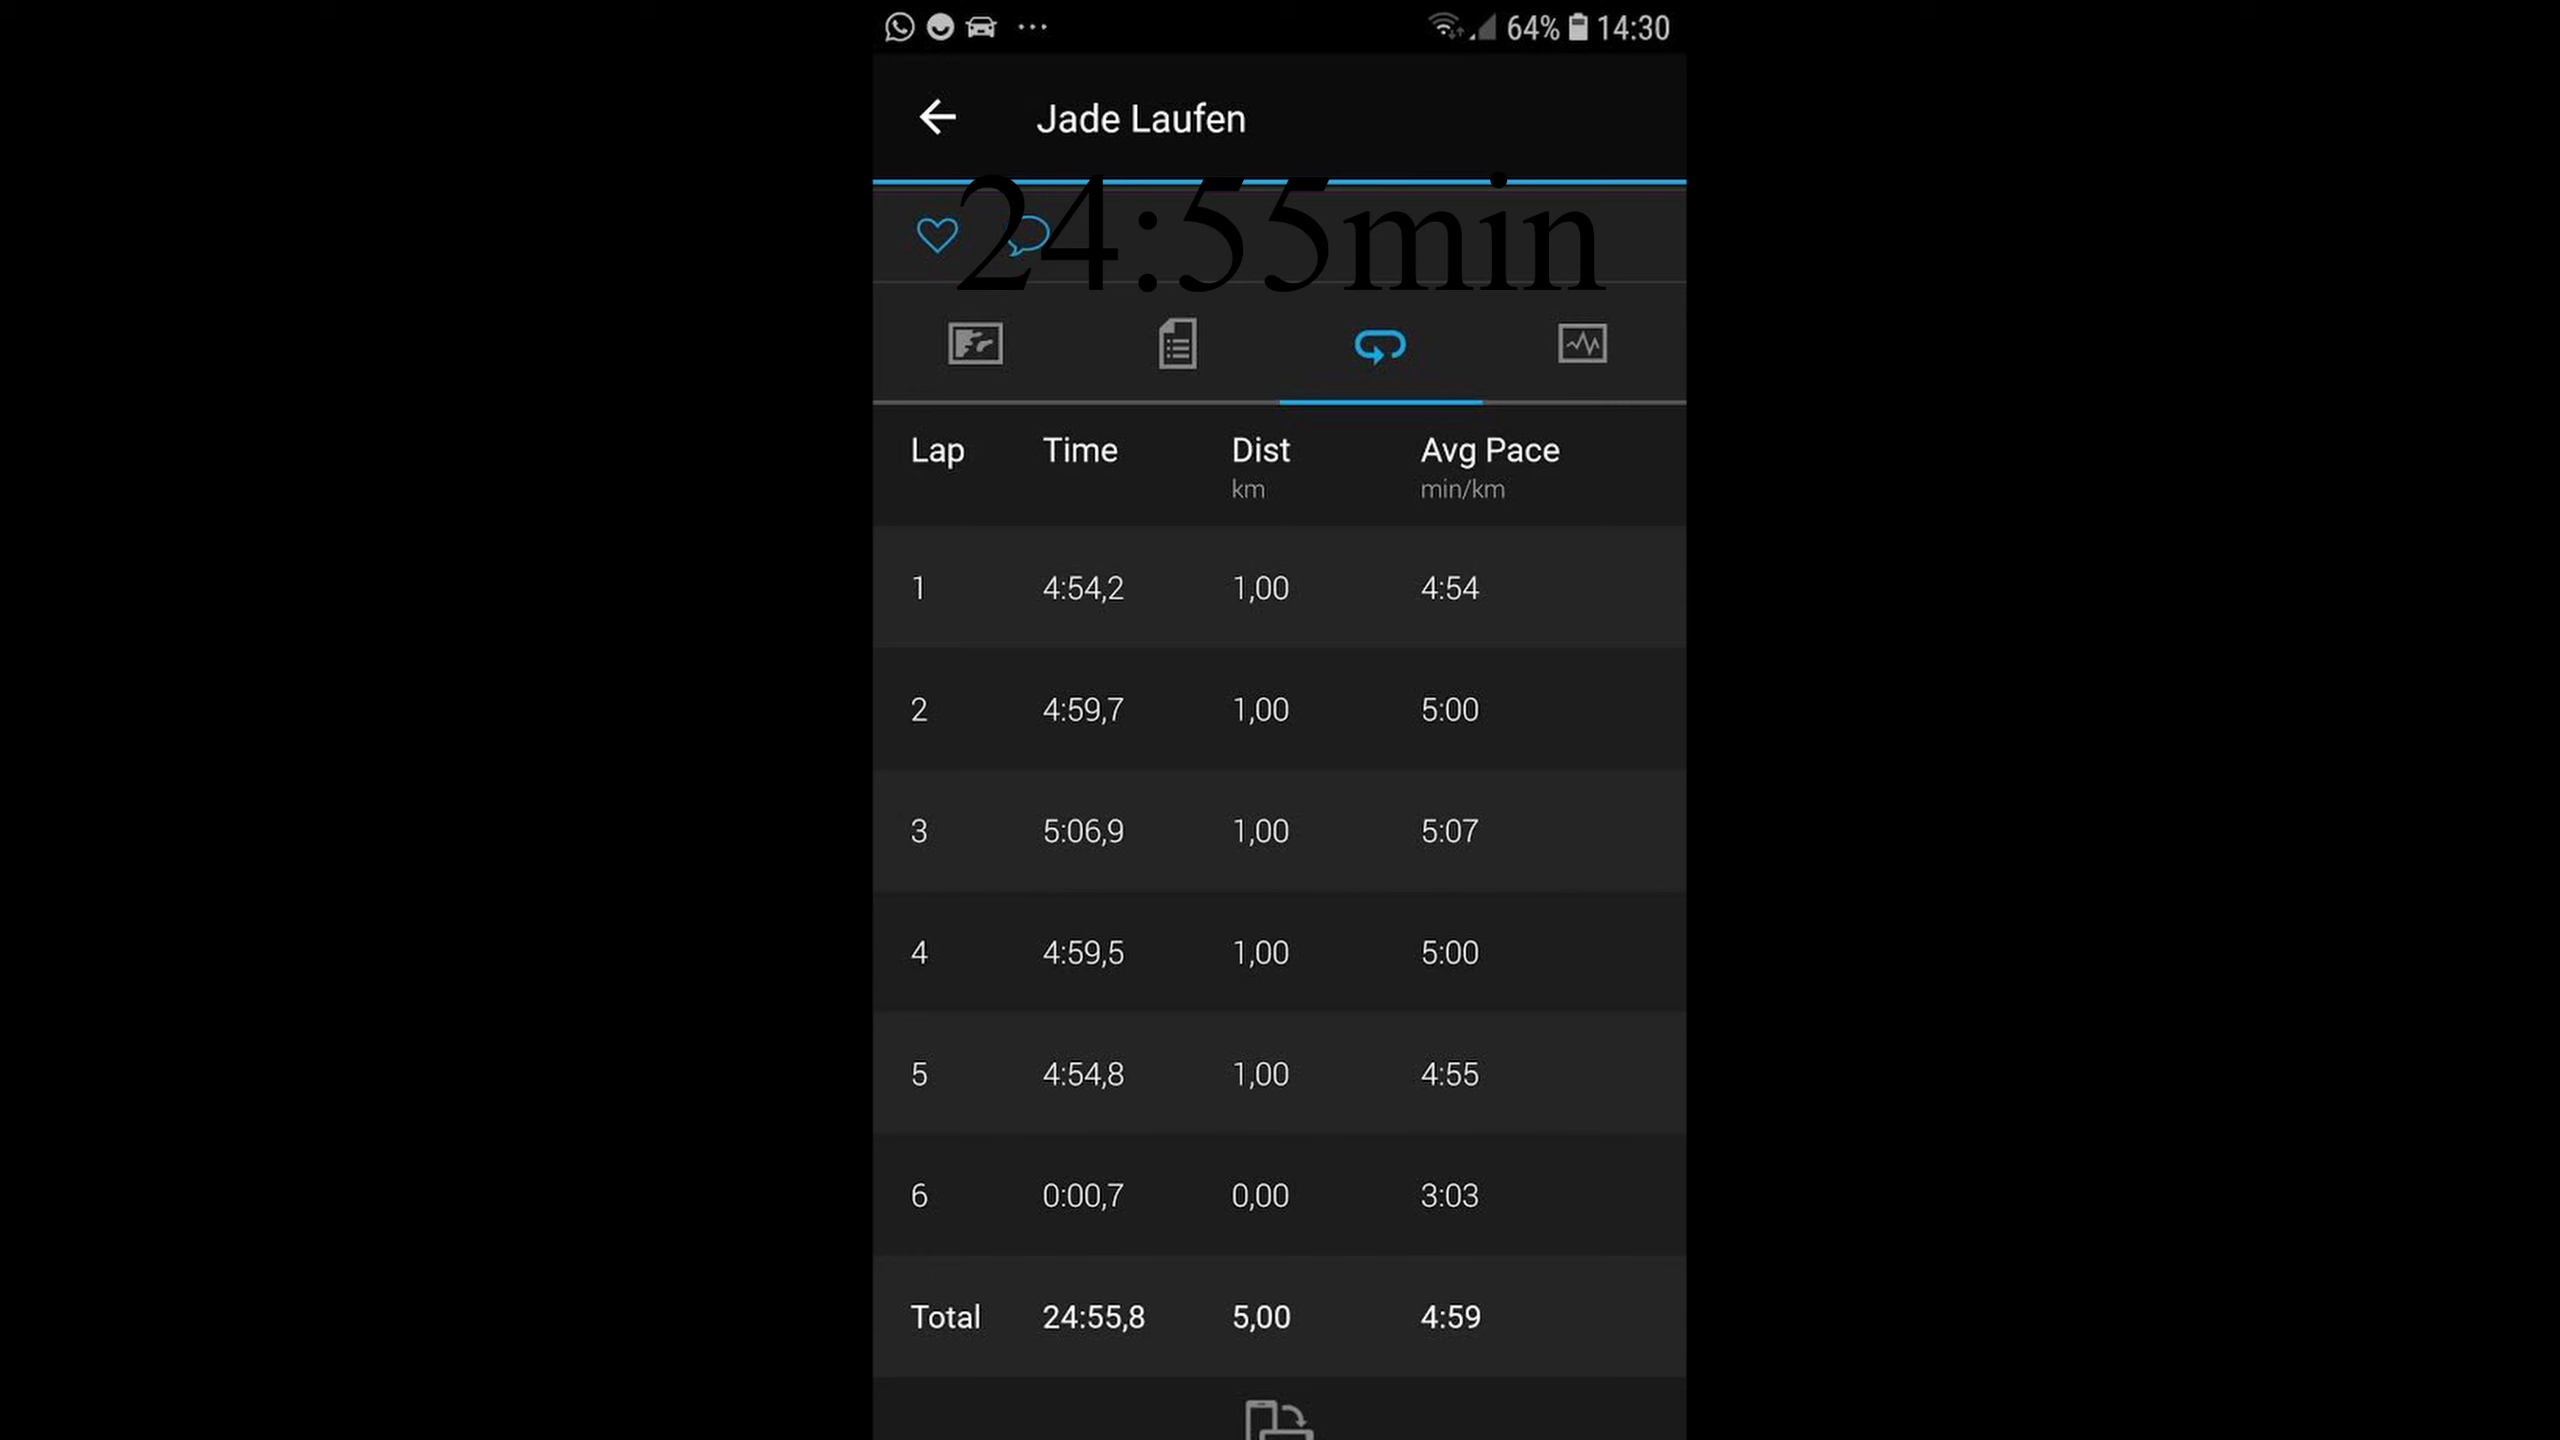 64% 14:30
Jade Laufen
24:55min
Lap Time Dist Avg Pace
km min/km
1 4:54,2 1,00 4:54
2 4:59,7 1,00 5:00
3 5:06,9 1,00 5:07
4 4:59,5 1,00 5:00
5 4:54,8 1,00 4:55
6 0:00,7 0,00 3:03
Total 24:55,8 5,00 4:59